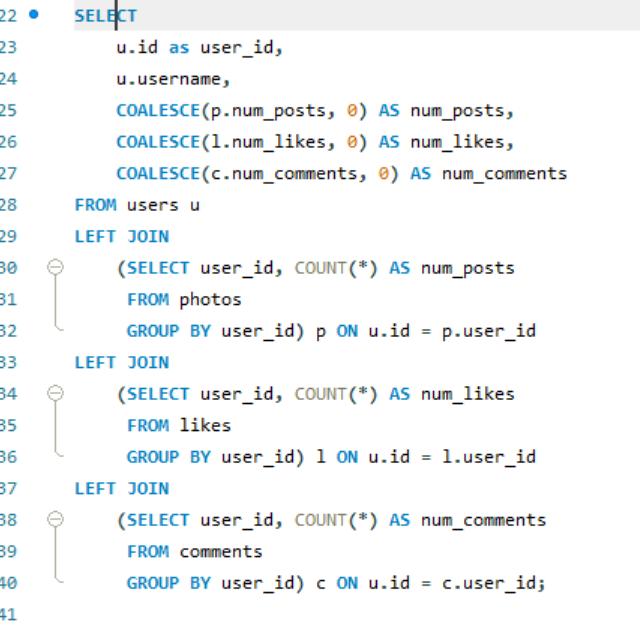 22 SELECT
23 u.id as user_id,
24 u.username,
25 COALESCE(p.num_posts, 0) AS num_posts,
26 COALESCE(l.num_likes, 0) AS num_likes,
27 COALESCE(c.num_comments, 0) AS num_comments
28 FROM users u
29 LEFT JOIN
30 (SELECT user_id, COUNT(*) AS num_posts
31 FROM photos
32 GROUP BY user_id) p ON u.id = p.user_id
33 LEFT JOIN
34 (SELECT user_id, COUNT(*) AS num_likes
35 FROM likes
36 GROUP BY user_id) l ON u.id = l.user_id
37 LEFT JOIN
38 (SELECT user_id, COUNT(*) AS num_comments
39 FROM comments
40 GROUP BY user_id) c ON u.id = c.user_id;
41